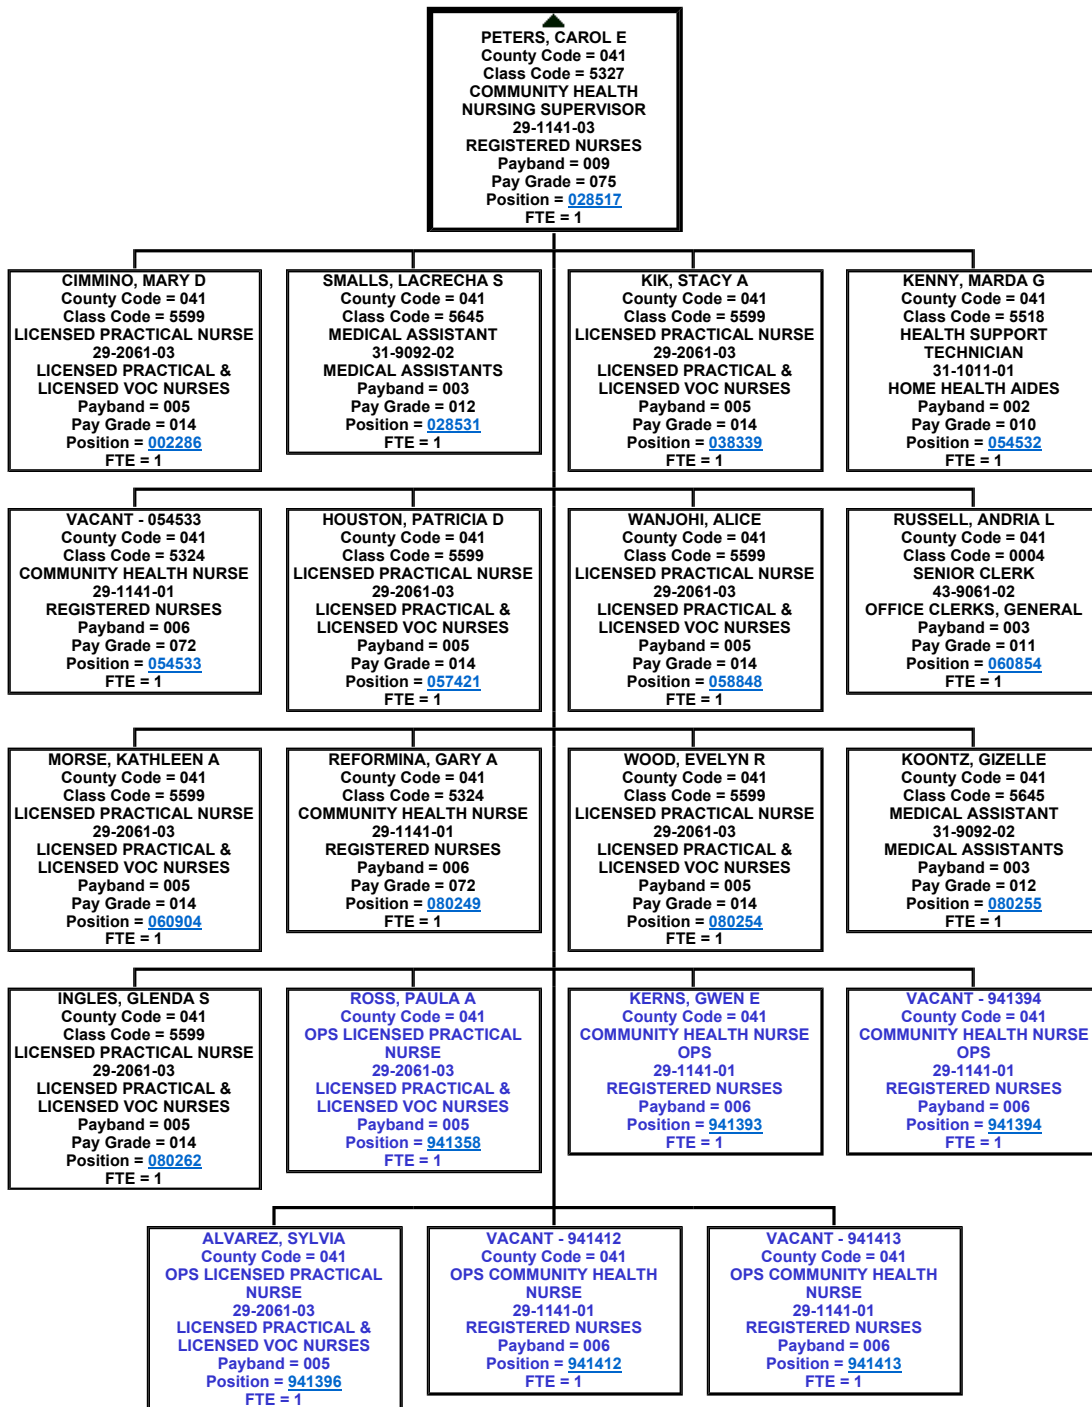 PETERS, CAROL E
County Code = 041
Class Code = 5327
COMMUNITY HEALTH
NURSING SUPERVISOR
29-1141-03
REGISTERED NURSES
Payband = 009
Pay Grade = 075
Position = 028517
FTE = 1
CIMMINO, MARY D
County Code = 041
Class Code = 5599
LICENSED PRACTICAL NURSE
29-2061-03
LICENSED PRACTICAL &
LICENSED VOC NURSES
Payband = 005
Pay Grade = 014
Position = 002286
FTE = 1
SMALLS, LACRECHA S
County Code = 041
Class Code = 5645
MEDICAL ASSISTANT
31-9092-02
MEDICAL ASSISTANTS
Payband = 003
Pay Grade = 012
Position = 028531
FTE = 1
KIK, STACY A
County Code = 041
Class Code = 5599
LICENSED PRACTICAL NURSE
29-2061-03
LICENSED PRACTICAL &
LICENSED VOC NURSES
Payband = 005
Pay Grade = 014
Position = 038339
FTE = 1
KENNY, MARDA G
County Code = 041
Class Code = 5518
HEALTH SUPPORT
TECHNICIAN
31-1011-01
HOME HEALTH AIDES
Payband = 002
Pay Grade = 010
Position = 054532
FTE = 1
VACANT - 054533
County Code = 041
Class Code = 5324
COMMUNITY HEALTH NURSE
29-1141-01
REGISTERED NURSES
Payband = 006
Pay Grade = 072
Position = 054533
FTE = 1
HOUSTON, PATRICIA D
County Code = 041
Class Code = 5599
LICENSED PRACTICAL NURSE
29-2061-03
LICENSED PRACTICAL &
LICENSED VOC NURSES
Payband = 005
Pay Grade = 014
Position = 057421
FTE = 1
WANJOHI, ALICE
County Code = 041
Class Code = 5599
LICENSED PRACTICAL NURSE
29-2061-03
LICENSED PRACTICAL &
LICENSED VOC NURSES
Payband = 005
Pay Grade = 014
Position = 058848
FTE = 1
RUSSELL, ANDRIA L
County Code = 041
Class Code = 0004
SENIOR CLERK
43-9061-02
OFFICE CLERKS, GENERAL
Payband = 003
Pay Grade = 011
Position = 060854
FTE = 1
MORSE, KATHLEEN A
County Code = 041
Class Code = 5599
LICENSED PRACTICAL NURSE
29-2061-03
LICENSED PRACTICAL &
LICENSED VOC NURSES
Payband = 005
Pay Grade = 014
Position = 060904
FTE = 1
REFORMINA, GARY A
County Code = 041
Class Code = 5324
COMMUNITY HEALTH NURSE
29-1141-01
REGISTERED NURSES
Payband = 006
Pay Grade = 072
Position = 080249
FTE = 1
WOOD, EVELYN R
County Code = 041
Class Code = 5599
LICENSED PRACTICAL NURSE
29-2061-03
LICENSED PRACTICAL &
LICENSED VOC NURSES
Payband = 005
Pay Grade = 014
Position = 080254
FTE = 1
KOONTZ, GIZELLE
County Code = 041
Class Code = 5645
MEDICAL ASSISTANT
31-9092-02
MEDICAL ASSISTANTS
Payband = 003
Pay Grade = 012
Position = 080255
FTE = 1
INGLES, GLENDA S
County Code = 041
Class Code = 5599
LICENSED PRACTICAL NURSE
29-2061-03
LICENSED PRACTICAL &
LICENSED VOC NURSES
Payband = 005
Pay Grade = 014
Position = 080262
FTE = 1
ROSS, PAULA A
County Code = 041
OPS LICENSED PRACTICAL
NURSE
29-2061-03
LICENSED PRACTICAL &
LICENSED VOC NURSES
Payband = 005
Position = 941358
FTE = 1
KERNS, GWEN E
County Code = 041
COMMUNITY HEALTH NURSE
OPS
29-1141-01
REGISTERED NURSES
Payband = 006
Position = 941393
FTE = 1
VACANT - 941394
County Code = 041
COMMUNITY HEALTH NURSE
OPS
29-1141-01
REGISTERED NURSES
Payband = 006
Position = 941394
FTE = 1
ALVAREZ, SYLVIA
County Code = 041
OPS LICENSED PRACTICAL
NURSE
29-2061-03
LICENSED PRACTICAL &
LICENSED VOC NURSES
Payband = 005
Position = 941396
FTE = 1
VACANT - 941412
County Code = 041
OPS COMMUNITY HEALTH
NURSE
29-1141-01
REGISTERED NURSES
Payband = 006
Position = 941412
FTE = 1
VACANT - 941413
County Code = 041
OPS COMMUNITY HEALTH
NURSE
29-1141-01
REGISTERED NURSES
Payband = 006
Position = 941413
FTE = 1